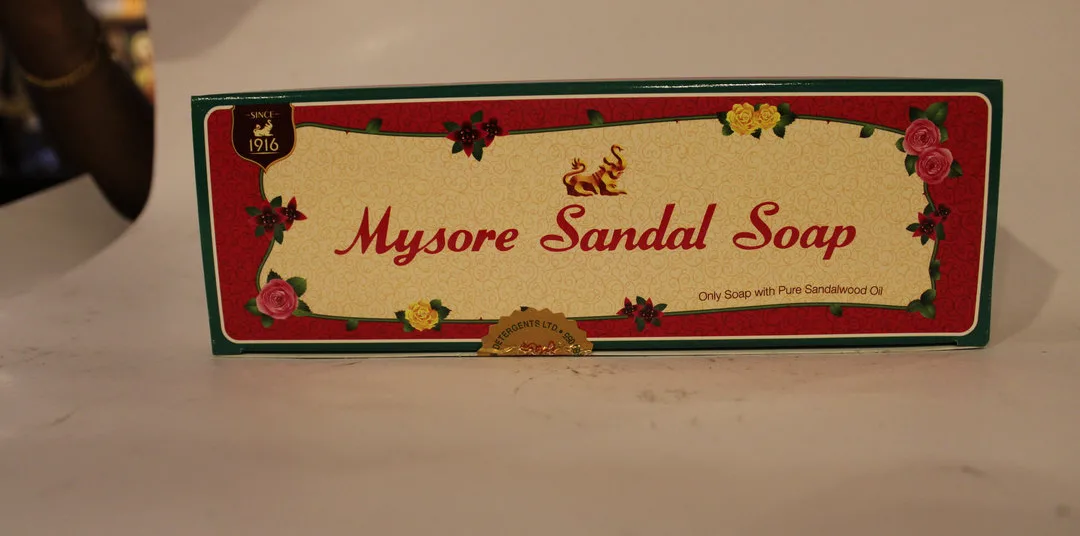 SINCE
1916
Mysore Sandal Soap
Only Soap with Pure Sandalwood Oil
DETERGENTS LTD.